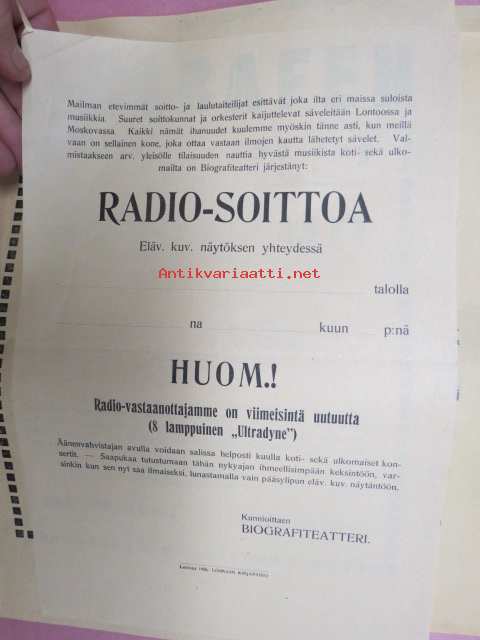 Mailman etevimmät soitto- ja laulutaiteilijat esittävät joka ilta eri maissa suloista
musiikkia. Suuret soittokunnat ja orkesterit kaijuttelevat säveleitään Lontoossa ja
Moskovassa. Kaikki nämät ihanuudet kuulemme myöskin tänne asti, kun meillä
vaan on sellainen kone, joka ottaa vastaan ilmojen kautta lähetetyt sävelet. Val-
mistaakseen arv. yleisölle tilaisuuden nauttia hyvästä musiikista koti- sekä ulko-
mailta on Biografiteatteri järjestänyt:
RADIO-SOITTOA
Eläv. kuv. näytöksen yhteydessä
Antikvariaatti.net
talolla
na kuun p:nä
HUOM.!
Radio-vastaanottajamme on viimeisintä uutuutta
(8 lamppuinen „Ultradyne")
Äänenvahvistajan avulla voidaan salissa helposti kuulla koti- sekä ulkomaiset kon-
sertit. — Saapukaa tutustumaan tähän nykyajan ihmeellisimpään keksintöön, var-
sinkin kun sen nyt saa ilmaiseksi, lunastamalla vain pääsylipun eläv. kuv. näytäntöön.
Kunnioittaen
BIOGRAFITEATTERI.
KIRJAPAINO